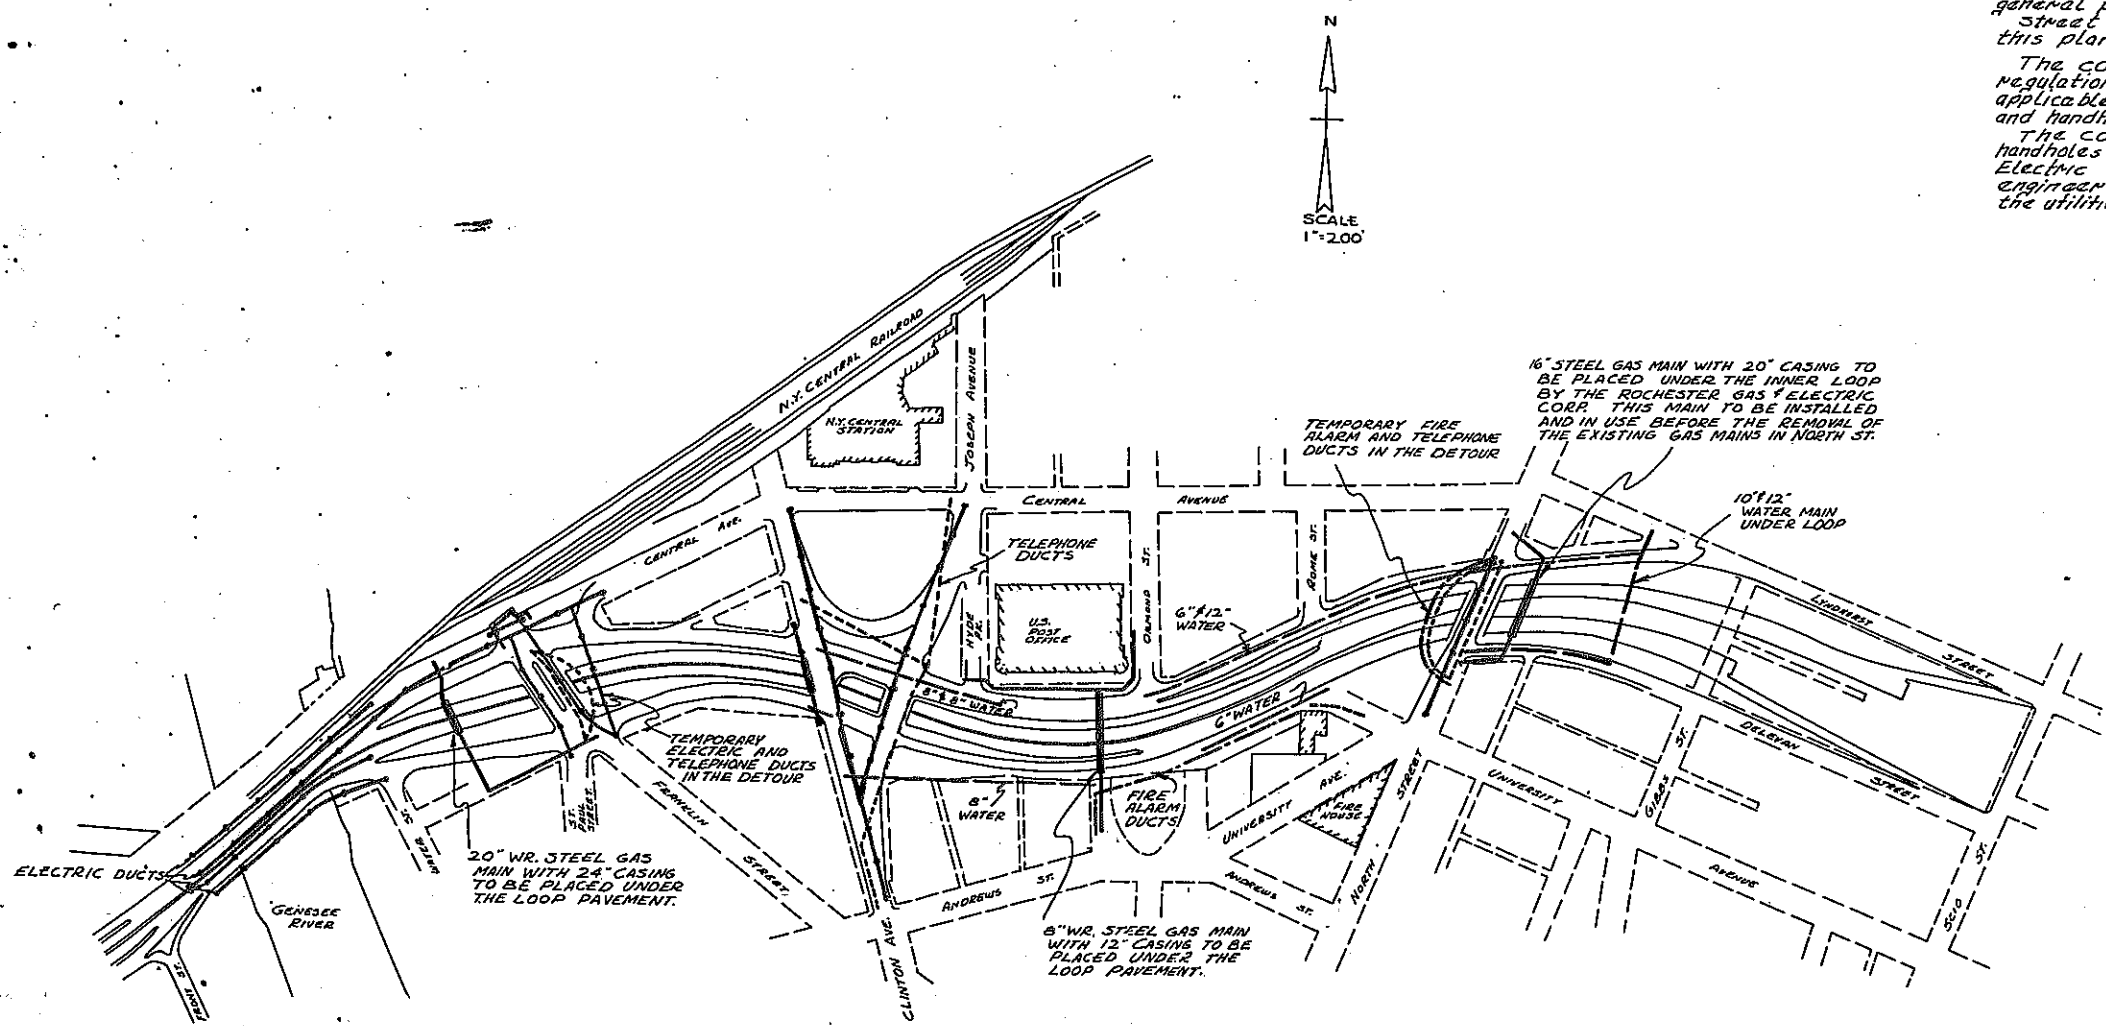 general
Street
this plan
The co
regulation
applicable
and handh
The co
handholes
Electric
engineer
the utiliti
N
SCALE
1"=200'
N.Y. CENTRAL RAILROAD
N.Y. CENTRAL
STATION
JOSEPH AVENUE
16" STEEL GAS MAIN WITH 20" CASING TO
BE PLACED UNDER THE INNER LOOP
BY THE ROCHESTER GAS & ELECTRIC
CORP. THIS MAIN TO BE INSTALLED
AND IN USE BEFORE THE REMOVAL OF
THE EXISTING GAS MAINS IN NORTH ST.
TEMPORARY FIRE
ALARM AND TELEPHONE
DUCTS IN THE DETOUR
10" & 12"
WATER MAIN
UNDER LOOP
CENTRAL AVENUE
CENTRAL AVE.
TELEPHONE
DUCTS
ORMOND ST.
ROME ST.
HYDE PK.
U.S.
POST
OFFICE
6" & 12"
WATER
LYNDHURST STREET
8" & 8" WATER
6" WATER
TEMPORARY
ELECTRIC AND
TELEPHONE DUCTS
IN THE DETOUR
DELEVAN STREET
GIBBS ST.
UNIVERSITY AVENUE
FRANKLIN STREET
ST. PAUL
STREET
WATER ST.
8"
WATER
FIRE
ALARM
DUCTS
UNIVERSITY AVE.
FIRE
HOUSE
NORTH STREET
ELECTRIC DUCTS
20" WR. STEEL GAS
MAIN WITH 24" CASING
TO BE PLACED UNDER
THE LOOP PAVEMENT.
GENESEE
RIVER
ANDREWS ST.
ANDREWS ST.
SCIO ST.
8" WR. STEEL GAS MAIN
WITH 12" CASING TO BE
PLACED UNDER THE
LOOP PAVEMENT.
CLINTON AVE.
FRONT ST.